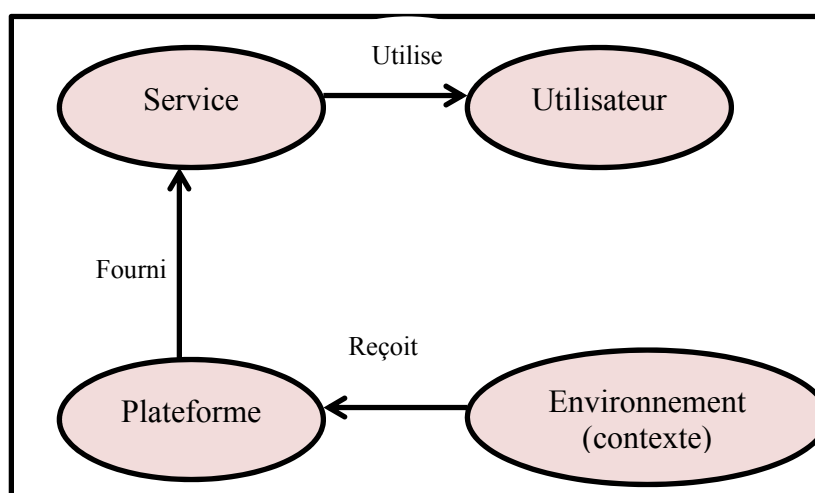 Utilise
Service
Utilisateur
Fourni
Reçoit
Plateforme
Environnement
(contexte)